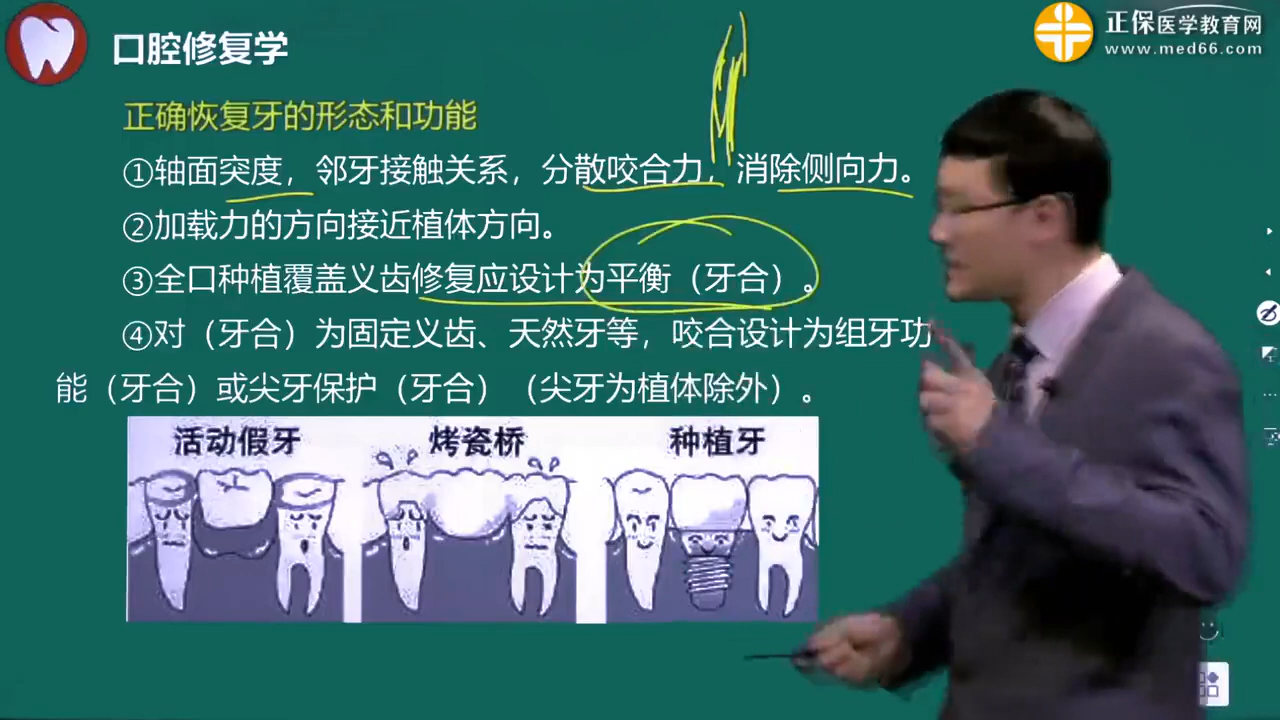 口腔修复学
正保医学教育网
www.med66.com
正确恢复牙的形态和功能
①轴面突度，邻牙接触关系，分散咬合力，消除侧向力。
②加载力的方向接近植体方向。
③全口种植覆盖义齿修复应设计为平衡（牙合）。
④对（牙合）为固定义齿、天然牙等，咬合设计为组牙功
能（牙合）或尖牙保护（牙合）（尖牙为植体除外）。
活动假牙 烤瓷桥 种植牙